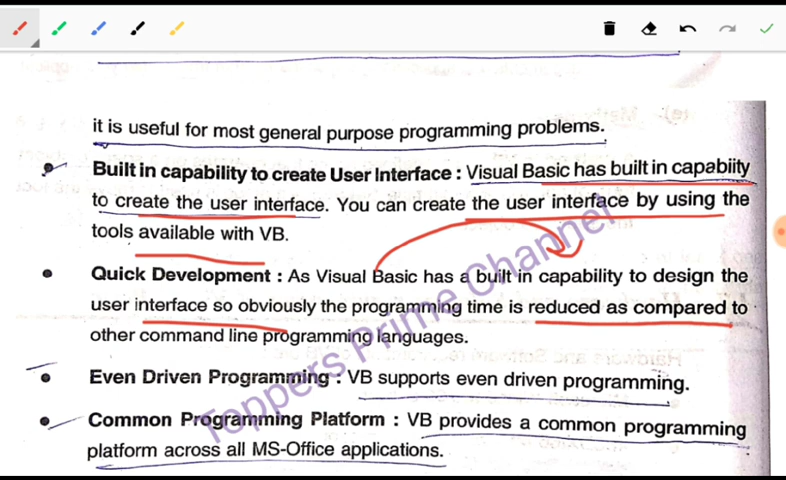 it is useful for most general purpose programming problems.
Built in capability to create User Interface : Visual Basic has built in capabiity
to create the user interface. You can create the user interface by using the
tools available with VB.
Quick Development : As Visual Basic has a built in capability to design the
user interface so obviously the programming time is reduced as compared to
other command line programming languages.
Even Driven Programming : VB supports even driven programming.
Common Programming Platform : VB provides a common programming
platform across all MS-Office applications.
Toppers Prime Channel